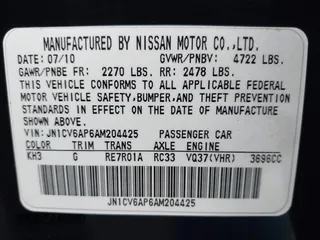 MANUFACTURED BY NISSAN MOTOR CO.,LTD.
DATE: 07/10 GVWR/PNBV: 4722 LBS.
GAWR/PNBE FR: 2270 LBS. RR: 2478 LBS.
THIS VEHICLE CONFORMS TO ALL APPLICABLE FEDERAL
MOTOR VEHICLE SAFETY, BUMPER, AND THEFT PREVENTION
STANDARDS IN EFFECT ON THE DATE OF MANUFACTURE
SHOWN ABOVE.
JN1CV6AP6AM204425 PASSENGER CAR
COLOR TRIM TRANS AXLE ENGINE
KH3 G RE7R01A RC33 VQ37(VHR) 3696CC
JN1CV6AP6AM204425